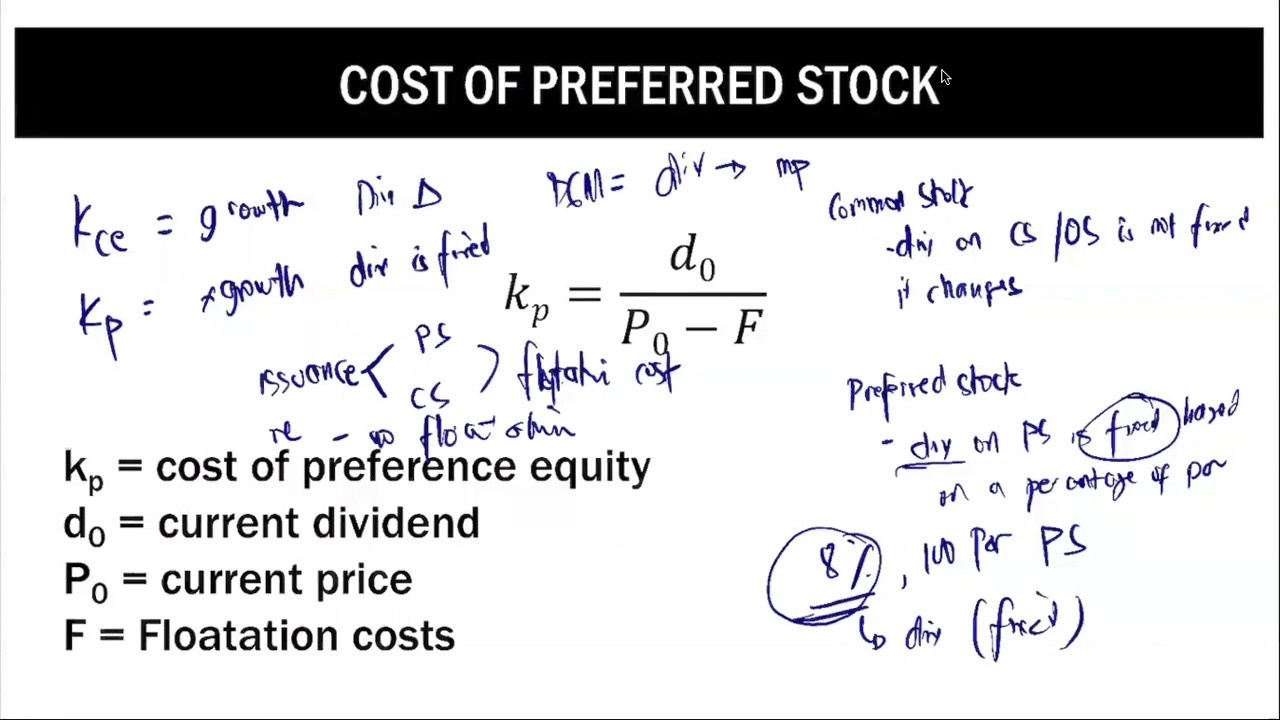 COST OF PREFERRED STOCK
Kce = growth Div Δ
DGM = div → mp
Common stock
- div on CS / OS is not fixed
it changes
Kp = × growth div is fixed
kp = d0 / (P0 − F)
issuance < PS CS ) cost
re - no
Preferred stock
- div on PS is fixed based
on a percentage of par
8%, 100 par PS
↳ div (fixed)
kp = cost of preference equity
d0 = current dividend
P0 = current price
F = Floatation costs